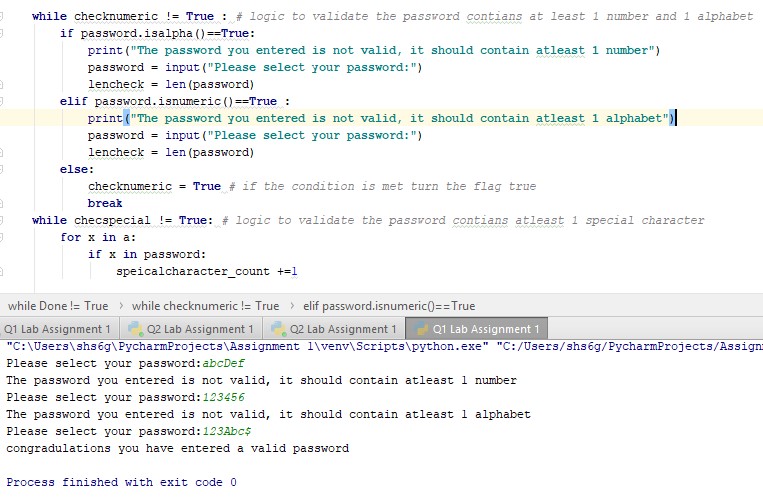 while checknumeric != True : # logic to validate the password contians at least 1 number and 1 alphabet
if password.isalpha()==True:
print("The password you entered is not valid, it should contain atleast 1 number")
password = input("Please select your password:")
lencheck = len(password)
elif password.isnumeric()==True :
print("The password you entered is not valid, it should contain atleast 1 alphabet")
password = input("Please select your password:")
lencheck = len(password)
else:
checknumeric = True # if the condition is met turn the flag true
break
while checspecial != True: # logic to validate the password contians atleast 1 special character
for x in a:
if x in password:
speicalcharacter_count +=1
while Done != True › while checknumeric != True › elif password.isnumeric()==True
Q1 Lab Assignment 1 Q2 Lab Assignment 1 Q2 Lab Assignment 1 Q1 Lab Assignment 1
"C:\Users\shs6g\PycharmProjects\Assignment 1\venv\Scripts\python.exe" "C:/Users/shs6g/PycharmProjects/Assign
Please select your password:abcDef
The password you entered is not valid, it should contain atleast 1 number
Please select your password:123456
The password you entered is not valid, it should contain atleast 1 alphabet
Please select your password:123Abc$
congradulations you have entered a valid password
Process finished with exit code 0